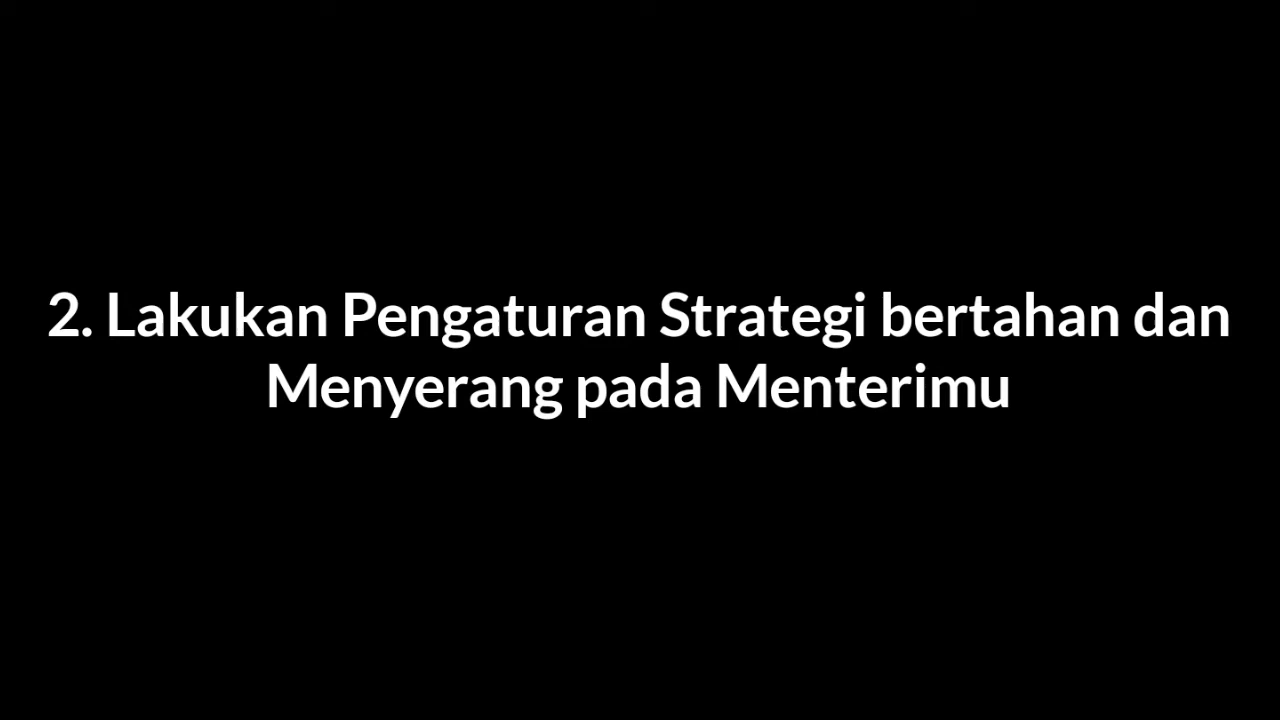 2. Lakukan Pengaturan Strategi bertahan dan
Menyerang pada Menterimu